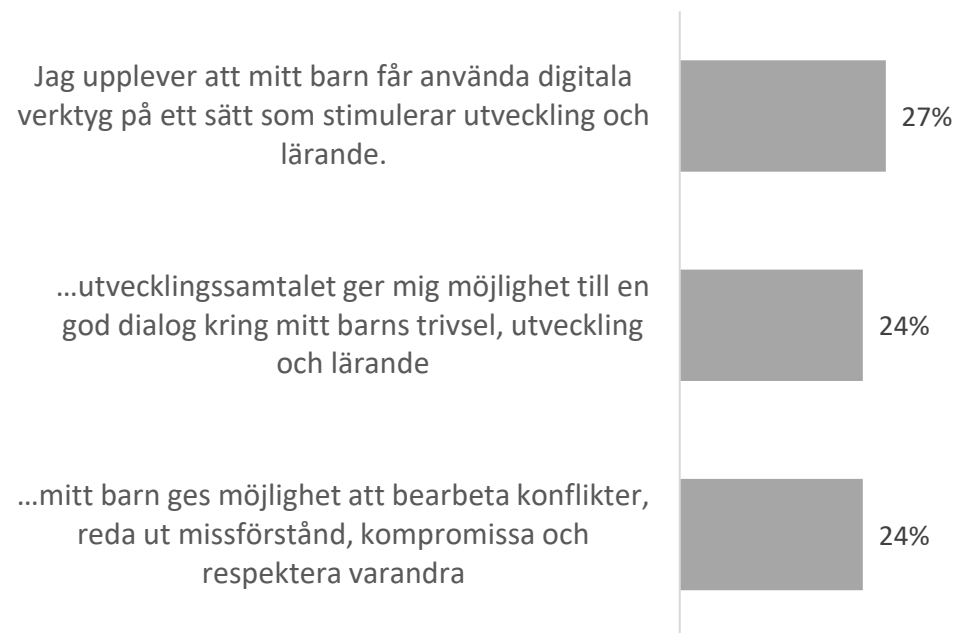 Jag upplever att mitt barn får använda digitala
verktyg på ett sätt som stimulerar utveckling och
lärande.
27%
…utvecklingssamtalet ger mig möjlighet till en
god dialog kring mitt barns trivsel, utveckling
och lärande
24%
…mitt barn ges möjlighet att bearbeta konflikter,
reda ut missförstånd, kompromissa och
respektera varandra
24%